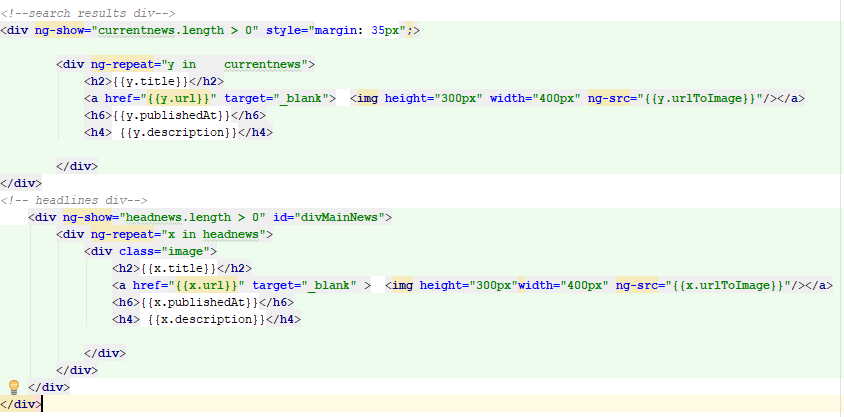 <!--search results div-->
<div ng-show="currentnews.length > 0" style="margin: 35px";>
<div ng-repeat="y in    currentnews">
<h2>{{y.title}}</h2>
<a href="{{y.url}}" target="_blank">  <img height="300px" width="400px" ng-src="{{y.urlToImage}}"/></a>
<h6>{{y.publishedAt}}</h6>
<h4> {{y.description}}</h4>
</div>
</div>
<!-- headlines div-->
<div ng-show="headnews.length > 0" id="divMainNews">
<div ng-repeat="x in headnews">
<div class="image">
<h2>{{x.title}}</h2>
<a href="{{x.url}}" target="_blank" >  <img height="300px"width="400px" ng-src="{{x.urlToImage}}"/></a>
<h6>{{x.publishedAt}}</h6>
<h4> {{x.description}}</h4>
</div>
</div>
</div>
</div>